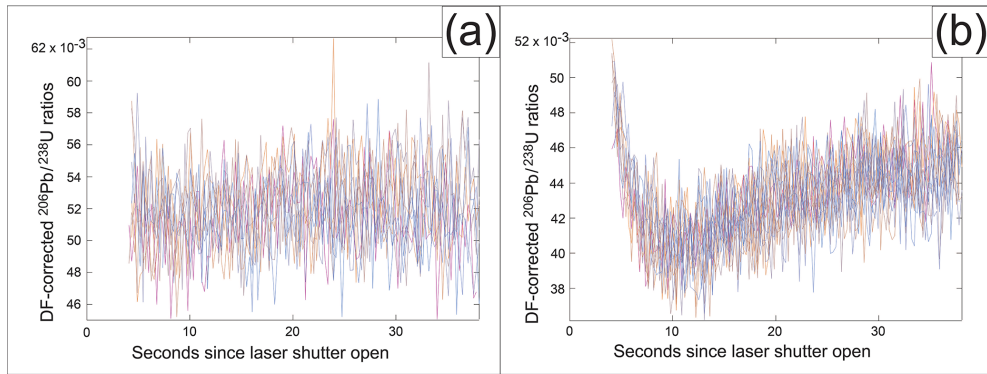 (a)
62 x 10⁻³
60
58
56
54
52
50
48
46
0
10
20
30
DF-corrected ²⁰⁶Pb/²³⁸U ratios
Seconds since laser shutter open
(b)
52 x 10⁻³
50
48
46
44
42
40
38
0
10
20
30
DF-corrected ²⁰⁶Pb/²³⁸U ratios
Seconds since laser shutter open